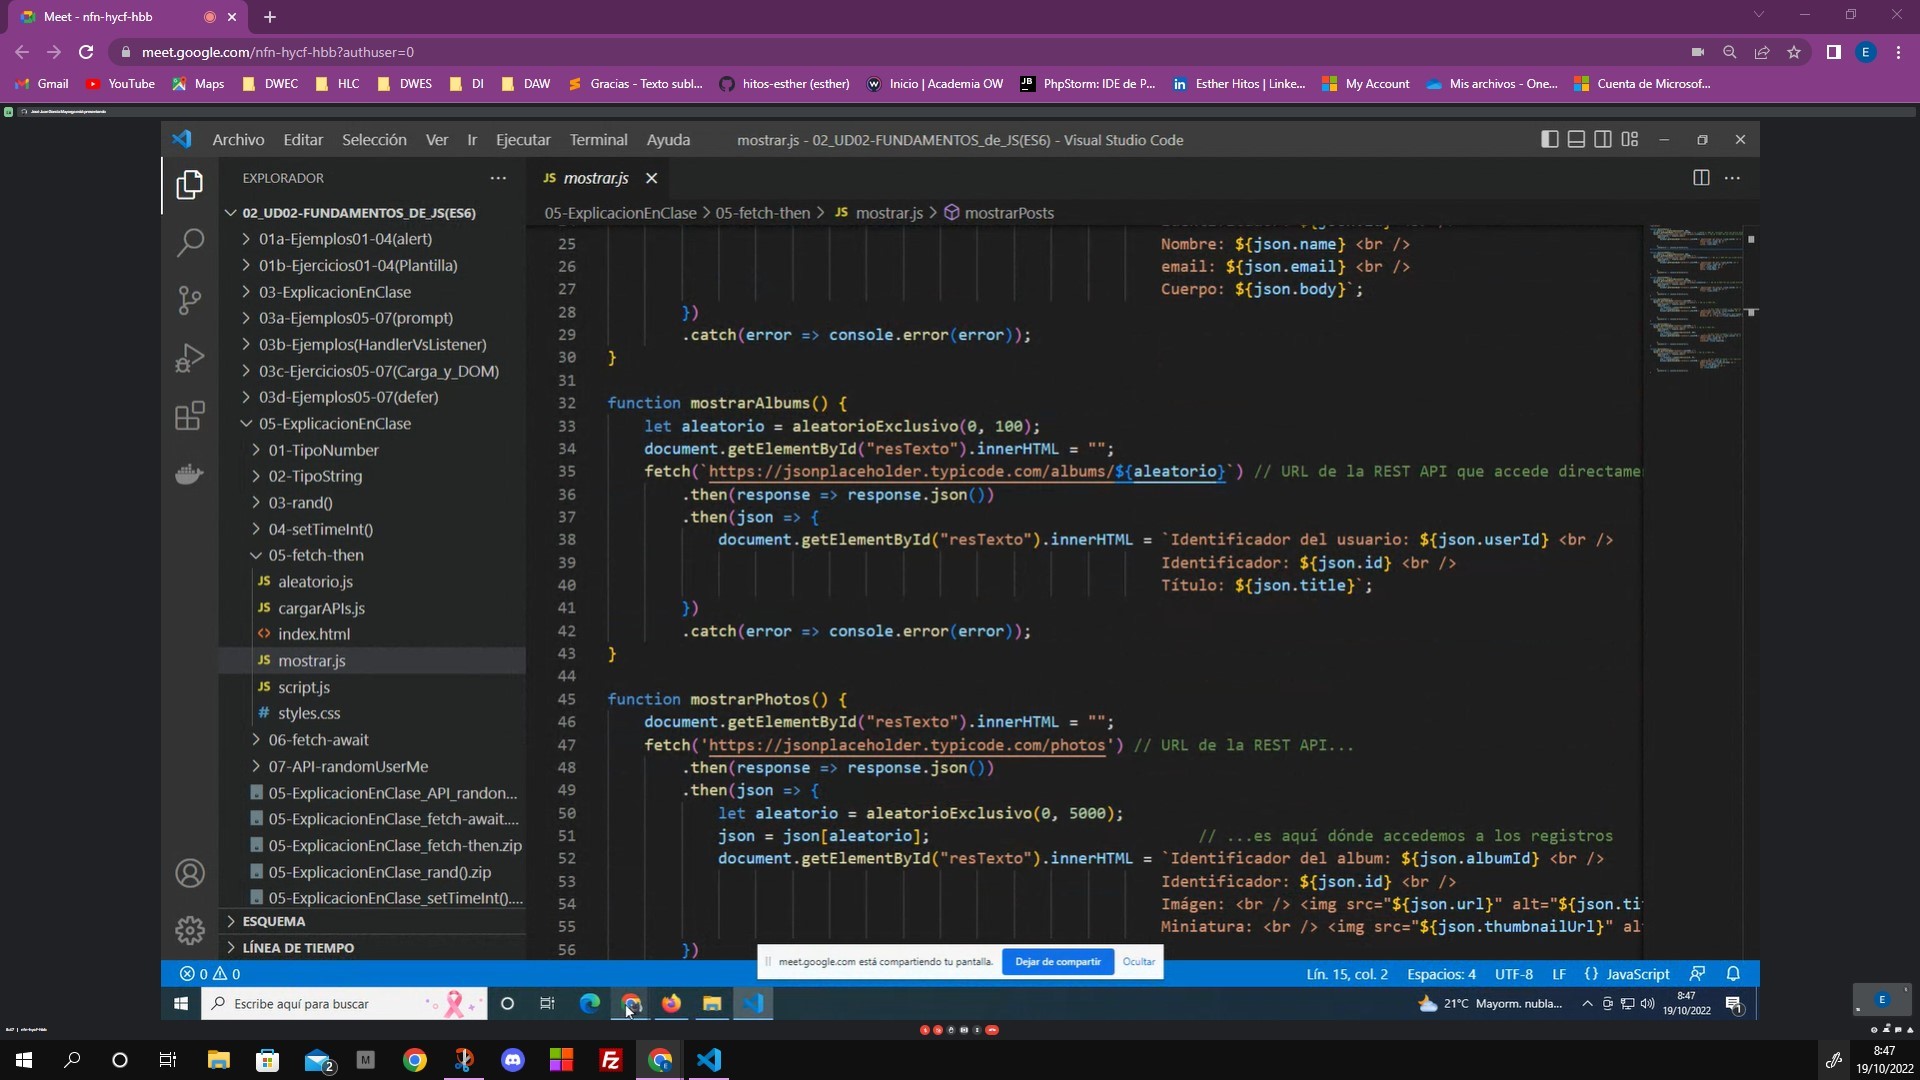 Meet - nfn-hycf-hbb
meet.google.com/nfn-hycf-hbb?authuser=0
Gmail YouTube Maps DWEC HLC DWES DI DAW Gracias - Texto subl... hitos-esther (esther) Inicio | Academia OW PhpStorm: IDE de P... Esther Hitos | Linke... My Account Mis archivos - One... Cuenta de Microsof...
Archivo Editar Selección Ver Ir Ejecutar Terminal Ayuda mostrar.js - 02_UD02-FUNDAMENTOS_de_JS(ES6) - Visual Studio Code
EXPLORADOR
02_UD02-FUNDAMENTOS_DE_JS(ES6)
01a-Ejemplos01-04(alert)
01b-Ejercicios01-04(Plantilla)
03-ExplicacionEnClase
03a-Ejemplos05-07(prompt)
03b-Ejemplos(HandlerVsListener)
03c-Ejercicios05-07(Carga_y_DOM)
03d-Ejemplos05-07(defer)
05-ExplicacionEnClase
01-TipoNumber
02-TipoString
03-rand()
04-setTimeInt()
05-fetch-then
JS aleatorio.js
JS cargarAPIs.js
<> index.html
JS mostrar.js
JS script.js
# styles.css
06-fetch-await
07-API-randomUserMe
05-ExplicacionEnClase_API_random...
05-ExplicacionEnClase_fetch-await....
05-ExplicacionEnClase_fetch-then.zip
05-ExplicacionEnClase_rand().zip
05-ExplicacionEnClase_setTimeInt()....
ESQUEMA
LÍNEA DE TIEMPO
JS mostrar.js
05-ExplicacionEnClase > 05-fetch-then > JS mostrar.js > mostrarPosts
25 Nombre: ${json.name} <br />
26 email: ${json.email} <br />
27 Cuerpo: ${json.body}`;
28 })
29 .catch(error => console.error(error));
30 }
31
32 function mostrarAlbums() {
33 let aleatorio = aleatorioExclusivo(0, 100);
34 document.getElementById("resTexto").innerHTML = "";
35 fetch(`https://jsonplaceholder.typicode.com/albums/${aleatorio}`) // URL de la REST API que accede directame
36 .then(response => response.json())
37 .then(json => {
38 document.getElementById("resTexto").innerHTML = `Identificador del usuario: ${json.userId} <br />
39 Identificador: ${json.id} <br />
40 Título: ${json.title}`;
41 })
42 .catch(error => console.error(error));
43 }
44
45 function mostrarPhotos() {
46 document.getElementById("resTexto").innerHTML = "";
47 fetch('https://jsonplaceholder.typicode.com/photos') // URL de la REST API...
48 .then(response => response.json())
49 .then(json => {
50 let aleatorio = aleatorioExclusivo(0, 5000);
51 json = json[aleatorio]; // ...es aquí dónde accedemos a los registros
52 document.getElementById("resTexto").innerHTML = `Identificador del album: ${json.albumId} <br />
53 Identificador: ${json.id} <br />
54 Imágen: <br /> <img src="${json.url}" alt="${json.ti
55 Miniatura: <br /> <img src="${json.thumbnailUrl}" al
56 })
meet.google.com está compartiendo tu pantalla. Dejar de compartir Ocultar
0 0 Lín. 15, col. 2 Espacios: 4 UTF-8 LF {} JavaScript
Escribe aquí para buscar 21°C Mayorm. nubla... 8:47
19/10/2022
E
8:47
19/10/2022